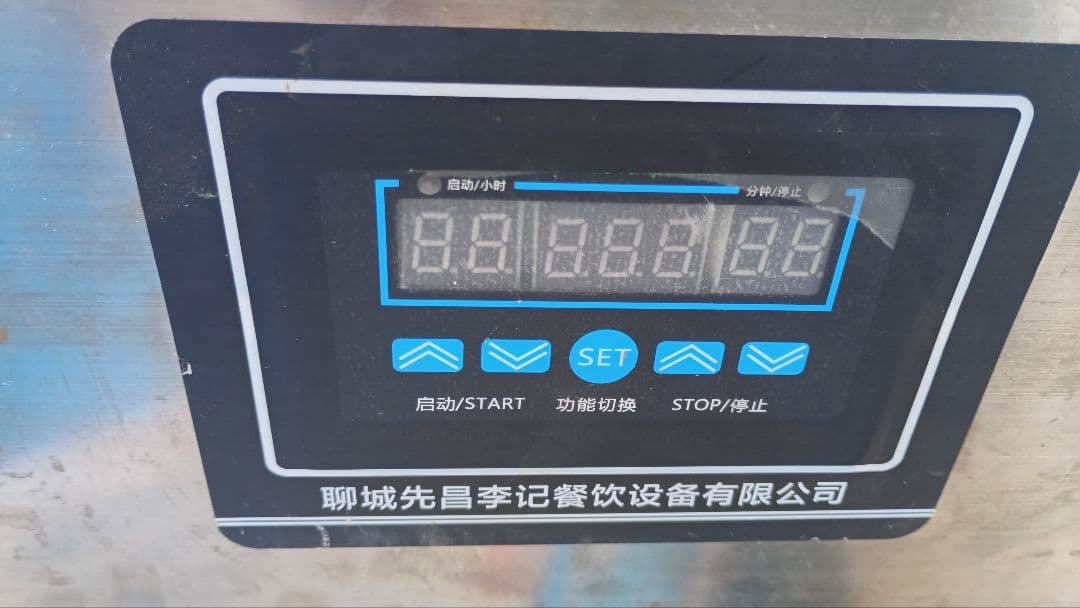 启动/小时 分钟/停止
SET
启动/START 功能切换 STOP/停止
聊城先昌李记餐饮设备有限公司